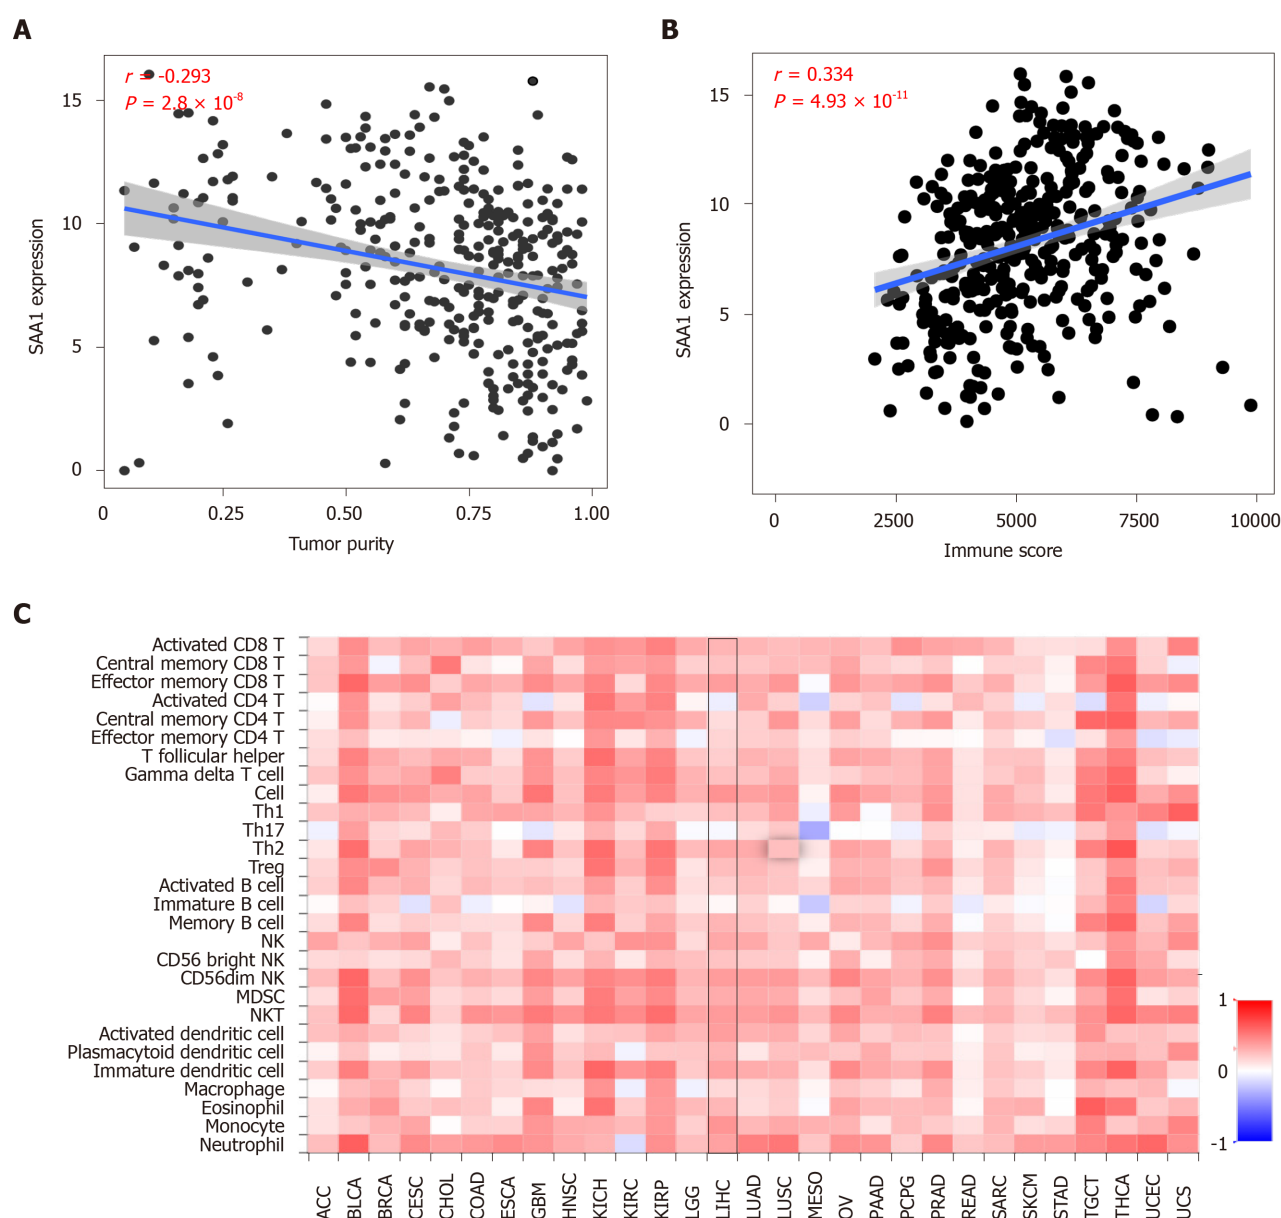 A
r = -0.293
P = 2.8 × 10-8
15
10
5
0
SAA1 expression
0 0.25 0.50 0.75 1.00
Tumor purity
B
r = 0.334
P = 4.93 × 10-11
15
10
5
0
SAA1 expression
0 2500 5000 7500 10000
Immune score
C
Activated CD8 T
Central memory CD8 T
Effector memory CD8 T
Activated CD4 T
Central memory CD4 T
Effector memory CD4 T
T follicular helper
Gamma delta T cell
Cell
Th1
Th17
Th2
Treg
Activated B cell
Immature B cell
Memory B cell
NK
CD56 bright NK
CD56dim NK
MDSC
NKT
Activated dendritic cell
Plasmacytoid dendritic cell
Immature dendritic cell
Macrophage
Eosinophil
Monocyte
Neutrophil
1
0
-1
ACC BLCA BRCA CESC CHOL COAD ESCA GBM HNSC KICH KIRC KIRP LGG LIHC LUAD LUSC MESO OV PAAD PCPG PRAD READ SARC SKCM STAD TGCT THCA UCEC UCS